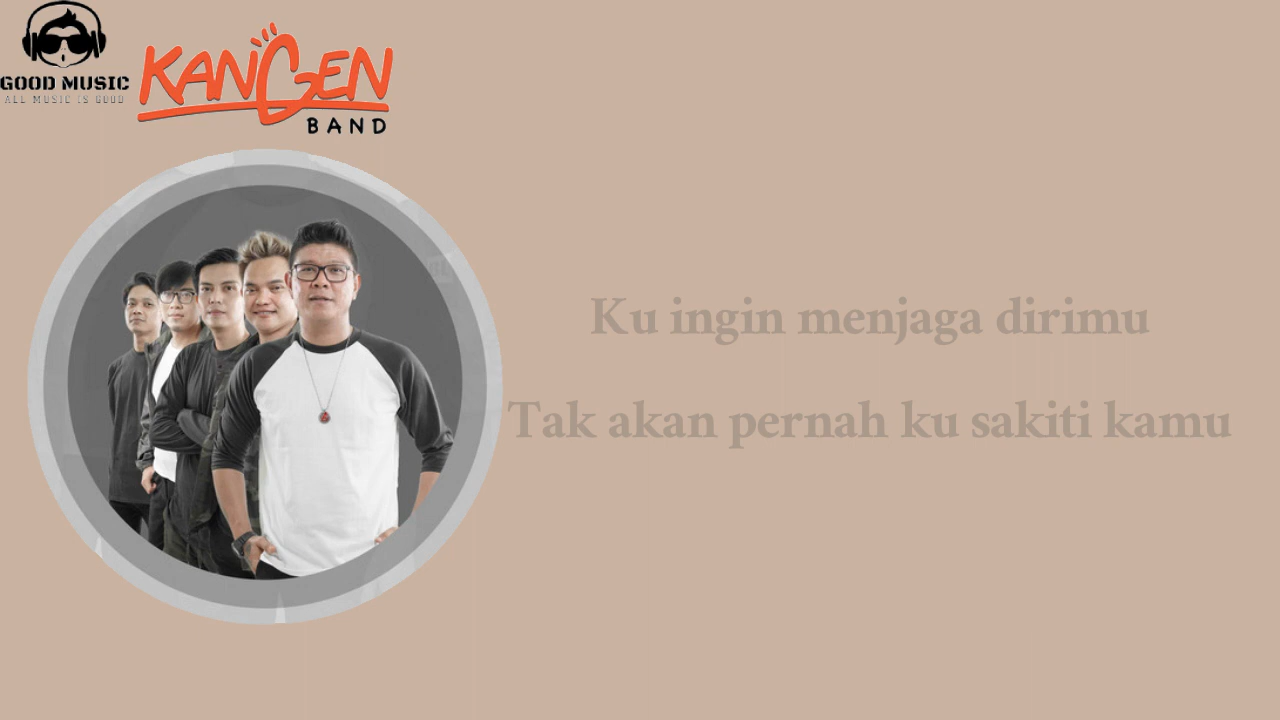 GOOD MUSIC
ALL MUSIC IS GOOD
KANGEN
BAND
Ku ingin menjaga dirimu
Tak akan pernah ku sakiti kamu